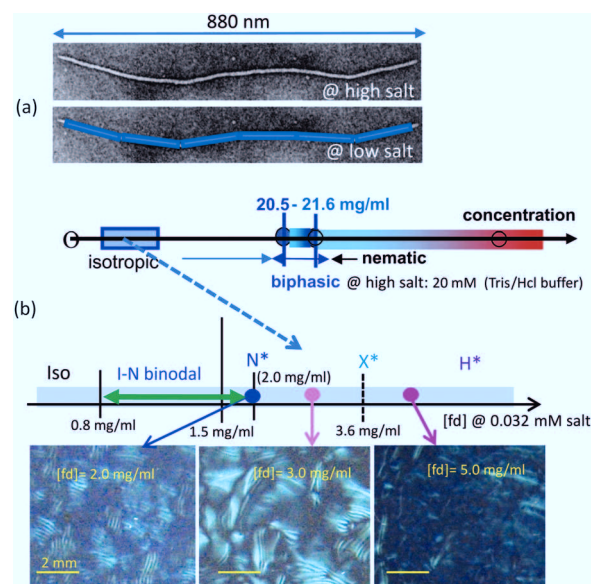 880 nm
(a)
@ high salt
@ low salt
20.5 - 21.6 mg/ml
concentration
isotropic
nematic
biphasic @ high salt: 20 mM (Tris/Hcl buffer)
(b)
Iso
I-N binodal
N*
X*
H*
(2.0 mg/ml)
0.8 mg/ml
1.5 mg/ml
3.6 mg/ml
[fd] @ 0.032 mM salt
[fd]= 2.0 mg/ml
[fd]= 3.0 mg/ml
[fd]= 5.0 mg/ml
2 mm